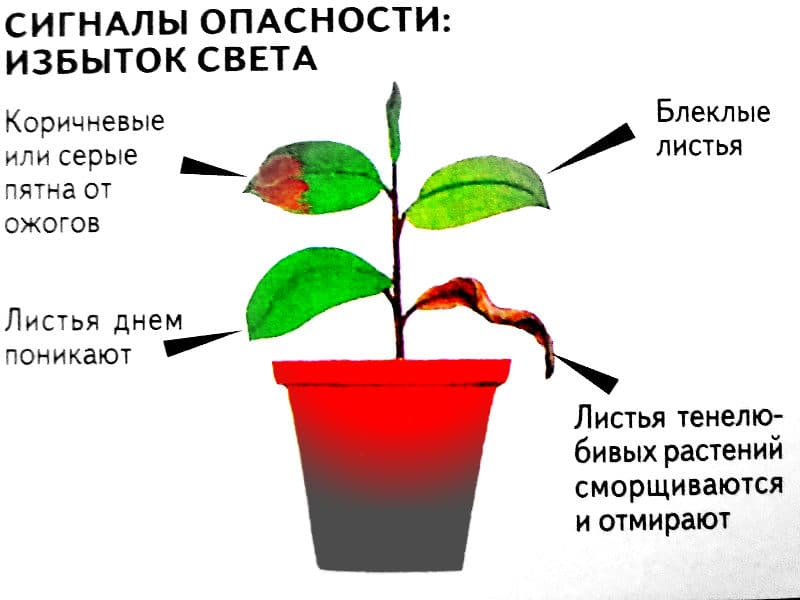 СИГНАЛЫ ОПАСНОСТИ:
ИЗБЫТОК СВЕТА
Коричневые
или серые
пятна от
ожогов
Блеклые
листья
Листья днем
поникают
Листья тенелю-
бивых растений
сморщиваются
и отмирают